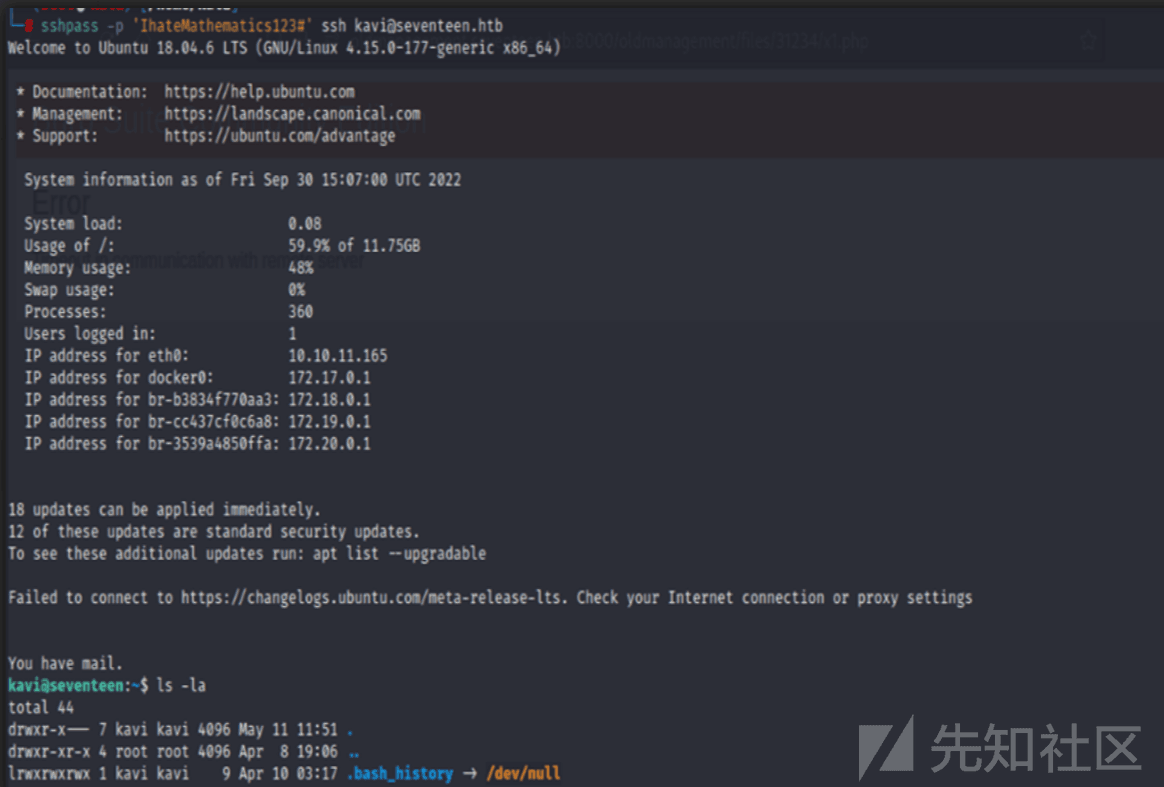 └─# sshpass -p 'IhateMathematics123#' ssh kavi@seventeen.htb
Welcome to Ubuntu 18.04.6 LTS (GNU/Linux 4.15.0-177-generic x86_64)
:8000/oldmanagement/files/31234/x1.php
* Documentation:  https://help.ubuntu.com
* Management:     https://landscape.canonical.com
* Support:        https://ubuntu.com/advantage
System information as of Fri Sep 30 15:07:00 UTC 2022
Error
System load:                    0.08
Usage of /:                     59.9% of 11.75GB
communication with
Memory usage:                   48%
Swap usage:                     0%
Processes:                      360
Users logged in:                1
IP address for eth0:            10.10.11.165
IP address for docker0:         172.17.0.1
IP address for br-b3834f770aa3: 172.18.0.1
IP address for br-cc437cf0c6a8: 172.19.0.1
IP address for br-3539a4850ffa: 172.20.0.1
18 updates can be applied immediately.
12 of these updates are standard security updates.
To see these additional updates run: apt list --upgradable
Failed to connect to https://changelogs.ubuntu.com/meta-release-lts. Check your Internet connection or proxy settings
You have mail.
kavi@seventeen:~$ ls -la
total 44
drwxr-x--- 7 kavi kavi 4096 May 11 11:51 .
drwxr-xr-x 4 root root 4096 Apr  8 19:06 ..
lrwxrwxrwx 1 kavi kavi    9 Apr 10 03:17 .bash_history -> /dev/null
先知社区